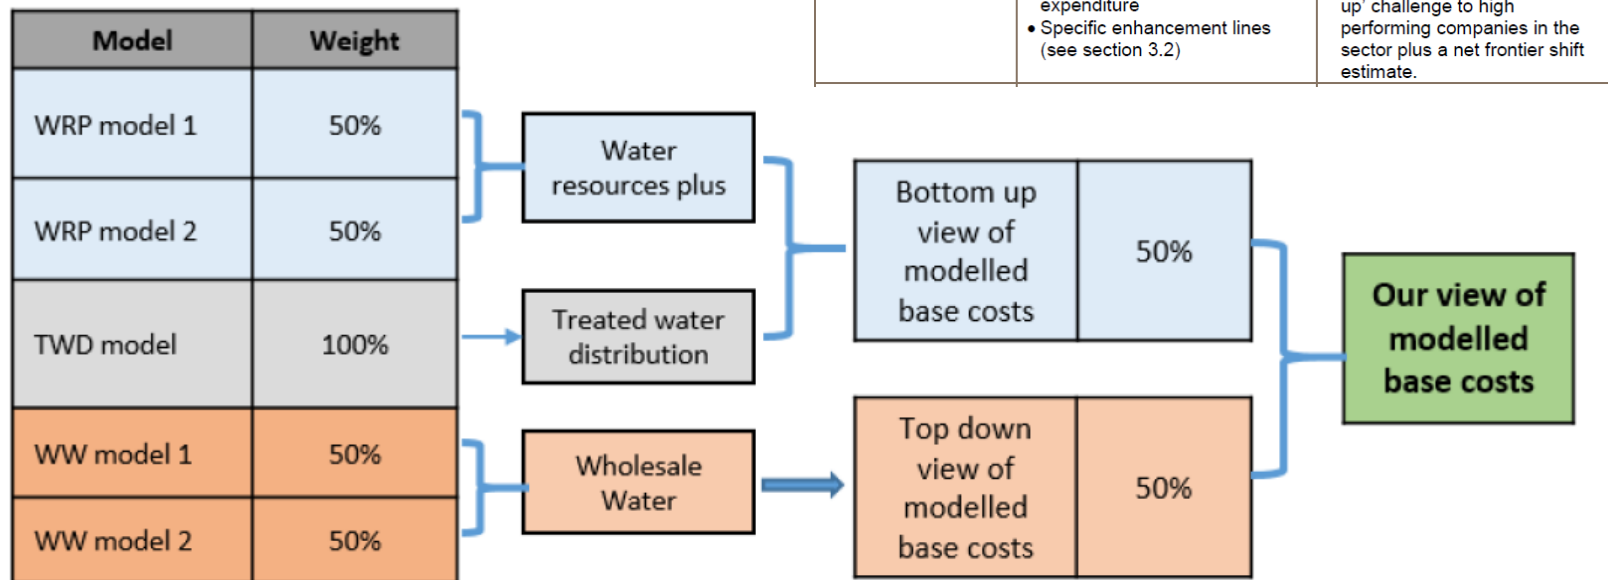 expenditure
• Specific enhancement lines
(see section 3.2)
up’ challenge to high
performing companies in the
sector plus a net frontier shift
estimate.
Model Weight
WRP model 1 50%
WRP model 2 50%
TWD model 100%
WW model 1 50%
WW model 2 50%
Water
resources plus
Treated water
distribution
Wholesale
Water
Bottom up
view of
modelled
base costs
50%
Top down
view of
modelled
base costs
50%
Our view of
modelled
base costs